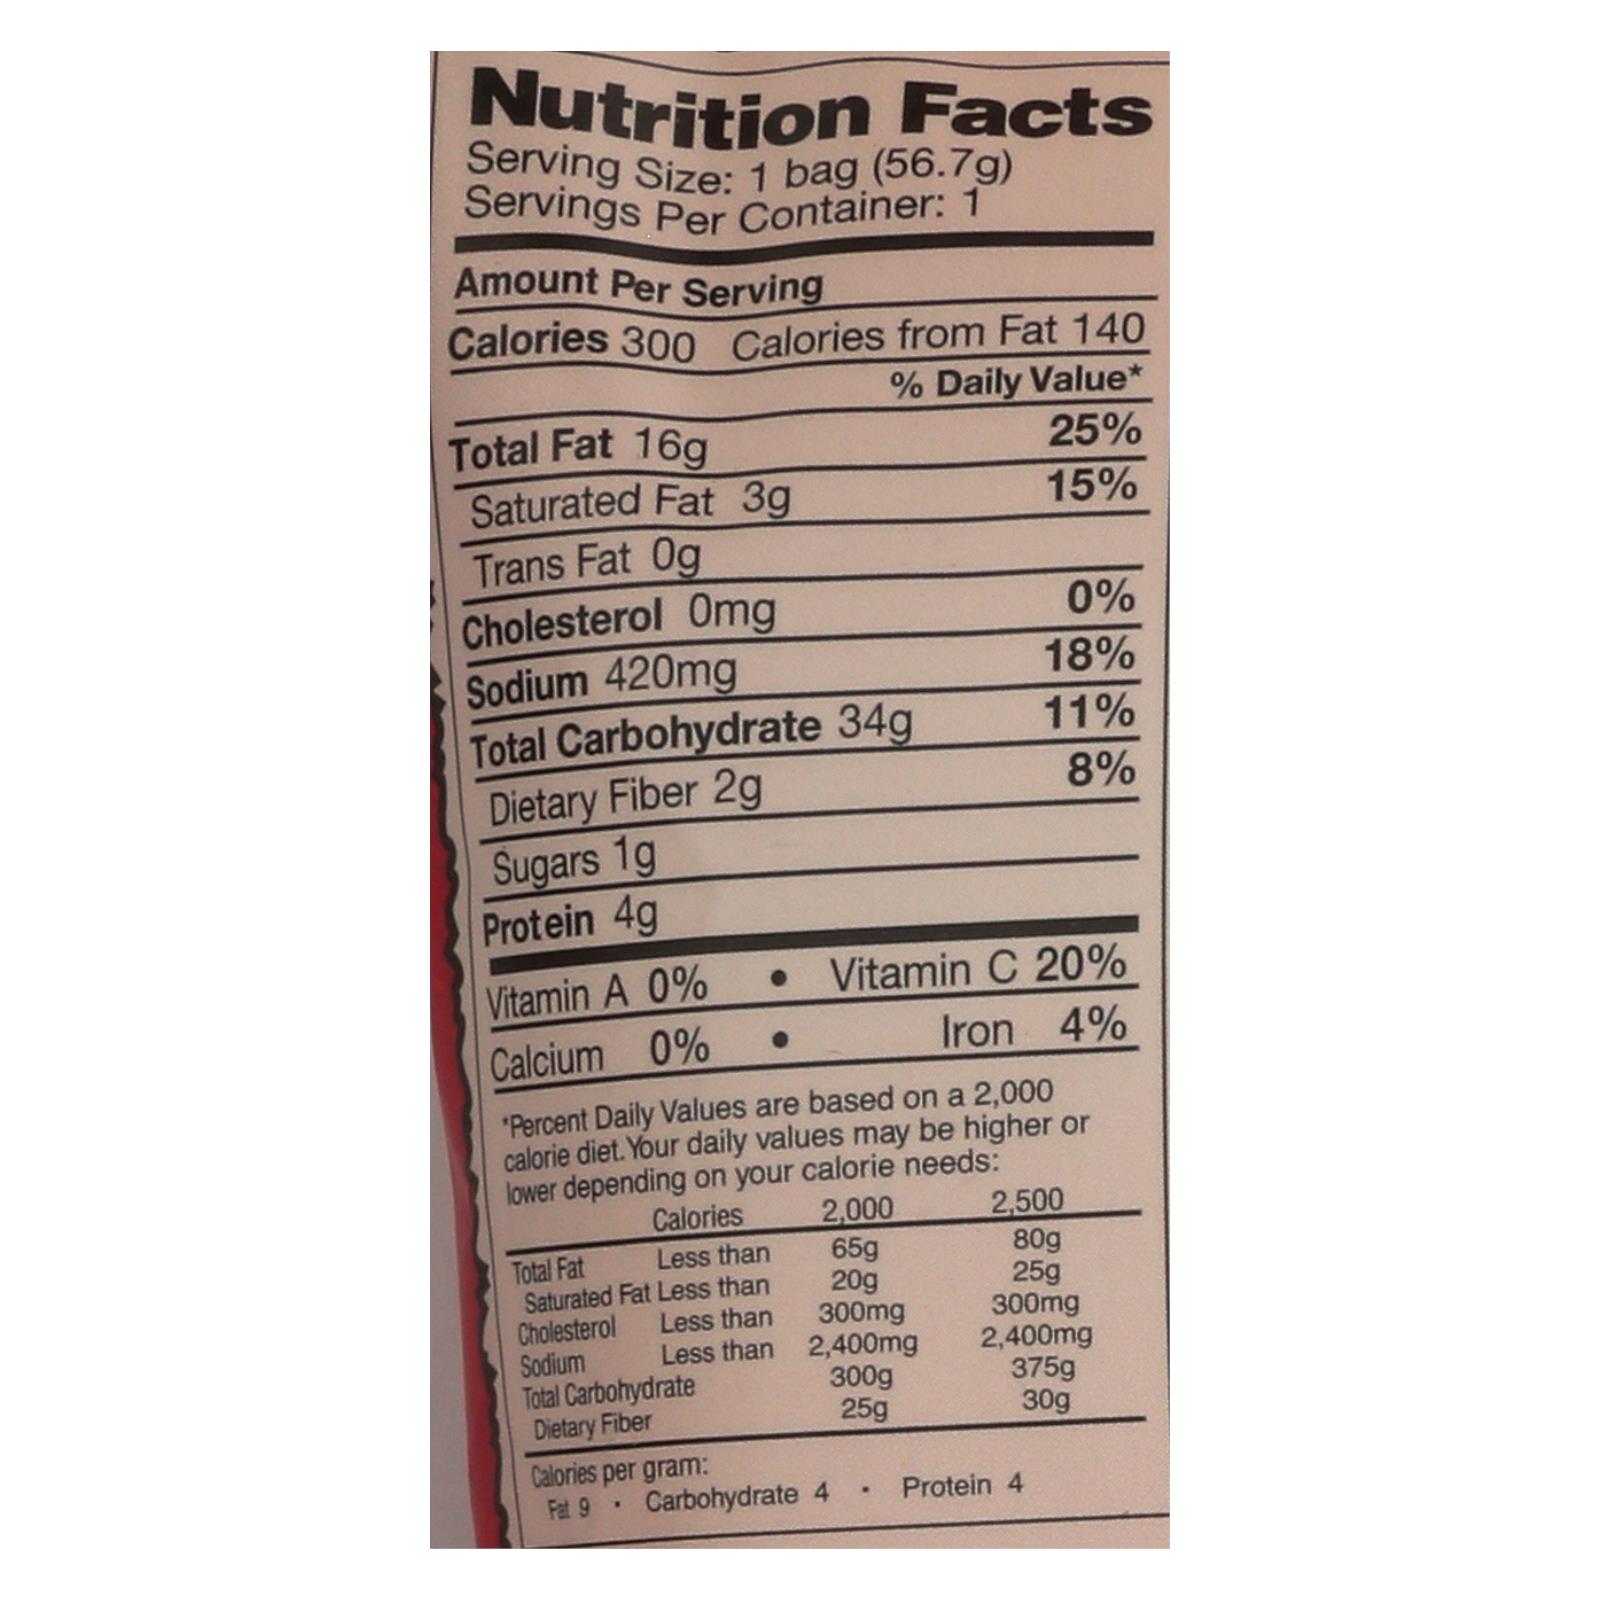 Nutrition Facts
Serving Size: 1 bag (56.7g)
Servings Per Container: 1
Amount Per Serving
Calories 300 Calories from Fat 140
% Daily Value*
Total Fat 16g 25%
Saturated Fat 3g 15%
Trans Fat 0g
Cholesterol 0mg 0%
Sodium 420mg 18%
Total Carbohydrate 34g 11%
Dietary Fiber 2g 8%
Sugars 1g
Protein 4g
Vitamin A 0% • Vitamin C 20%
Calcium 0% • Iron 4%
*Percent Daily Values are based on a 2,000
calorie diet. Your daily values may be higher or
lower depending on your calorie needs:
Calories 2,000 2,500
Total Fat Less than 65g 80g
Saturated Fat Less than 20g 25g
Cholesterol Less than 300mg 300mg
Sodium Less than 2,400mg 2,400mg
Total Carbohydrate 300g 375g
Dietary Fiber 25g 30g
Calories per gram:
Fat 9 • Carbohydrate 4 • Protein 4